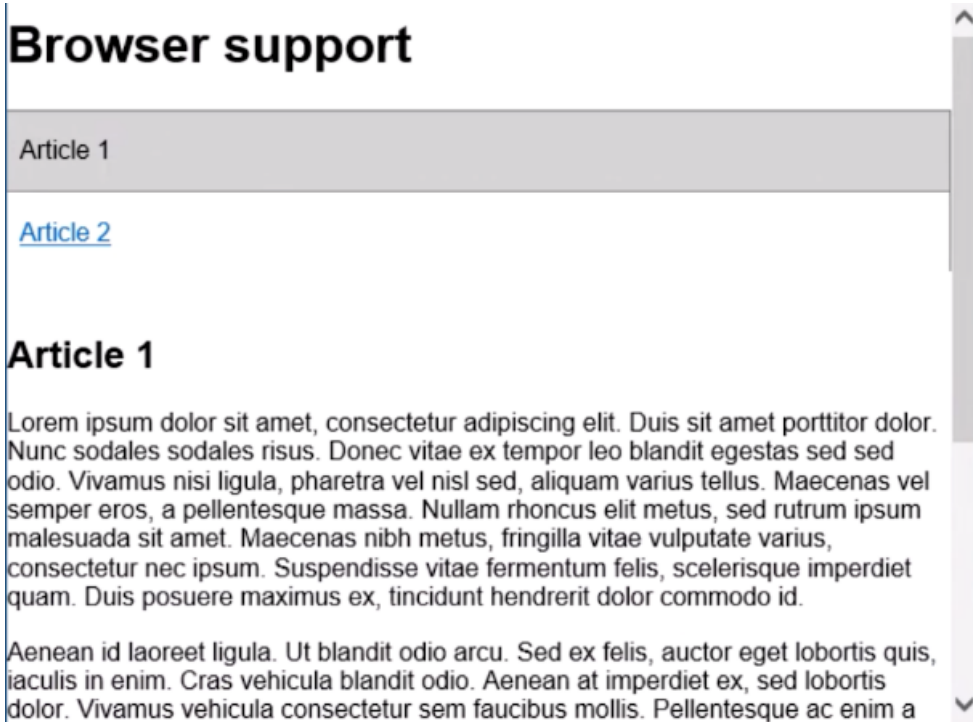 Browser support
Article 1
Article 2
Article 1
Lorem ipsum dolor sit amet, consectetur adipiscing elit. Duis sit amet porttitor dolor.
Nunc sodales sodales risus. Donec vitae ex tempor leo blandit egestas sed sed
odio. Vivamus nisi ligula, pharetra vel nisl sed, aliquam varius tellus. Maecenas vel
semper eros, a pellentesque massa. Nullam rhoncus elit metus, sed rutrum ipsum
malesuada sit amet. Maecenas nibh metus, fringilla vitae vulputate varius,
consectetur nec ipsum. Suspendisse vitae fermentum felis, scelerisque imperdiet
quam. Duis posuere maximus ex, tincidunt hendrerit dolor commodo id.
Aenean id laoreet ligula. Ut blandit odio arcu. Sed ex felis, auctor eget lobortis quis,
iaculis in enim. Cras vehicula blandit odio. Aenean at imperdiet ex, sed lobortis
dolor. Vivamus vehicula consectetur sem faucibus mollis. Pellentesque ac enim a